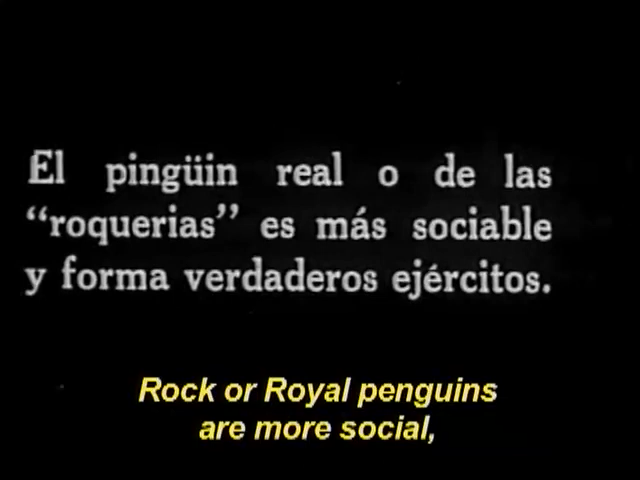 El pingüin real o de las
“roquerias” es más sociable
y forma verdaderos ejércitos.
Rock or Royal penguins
are more social,